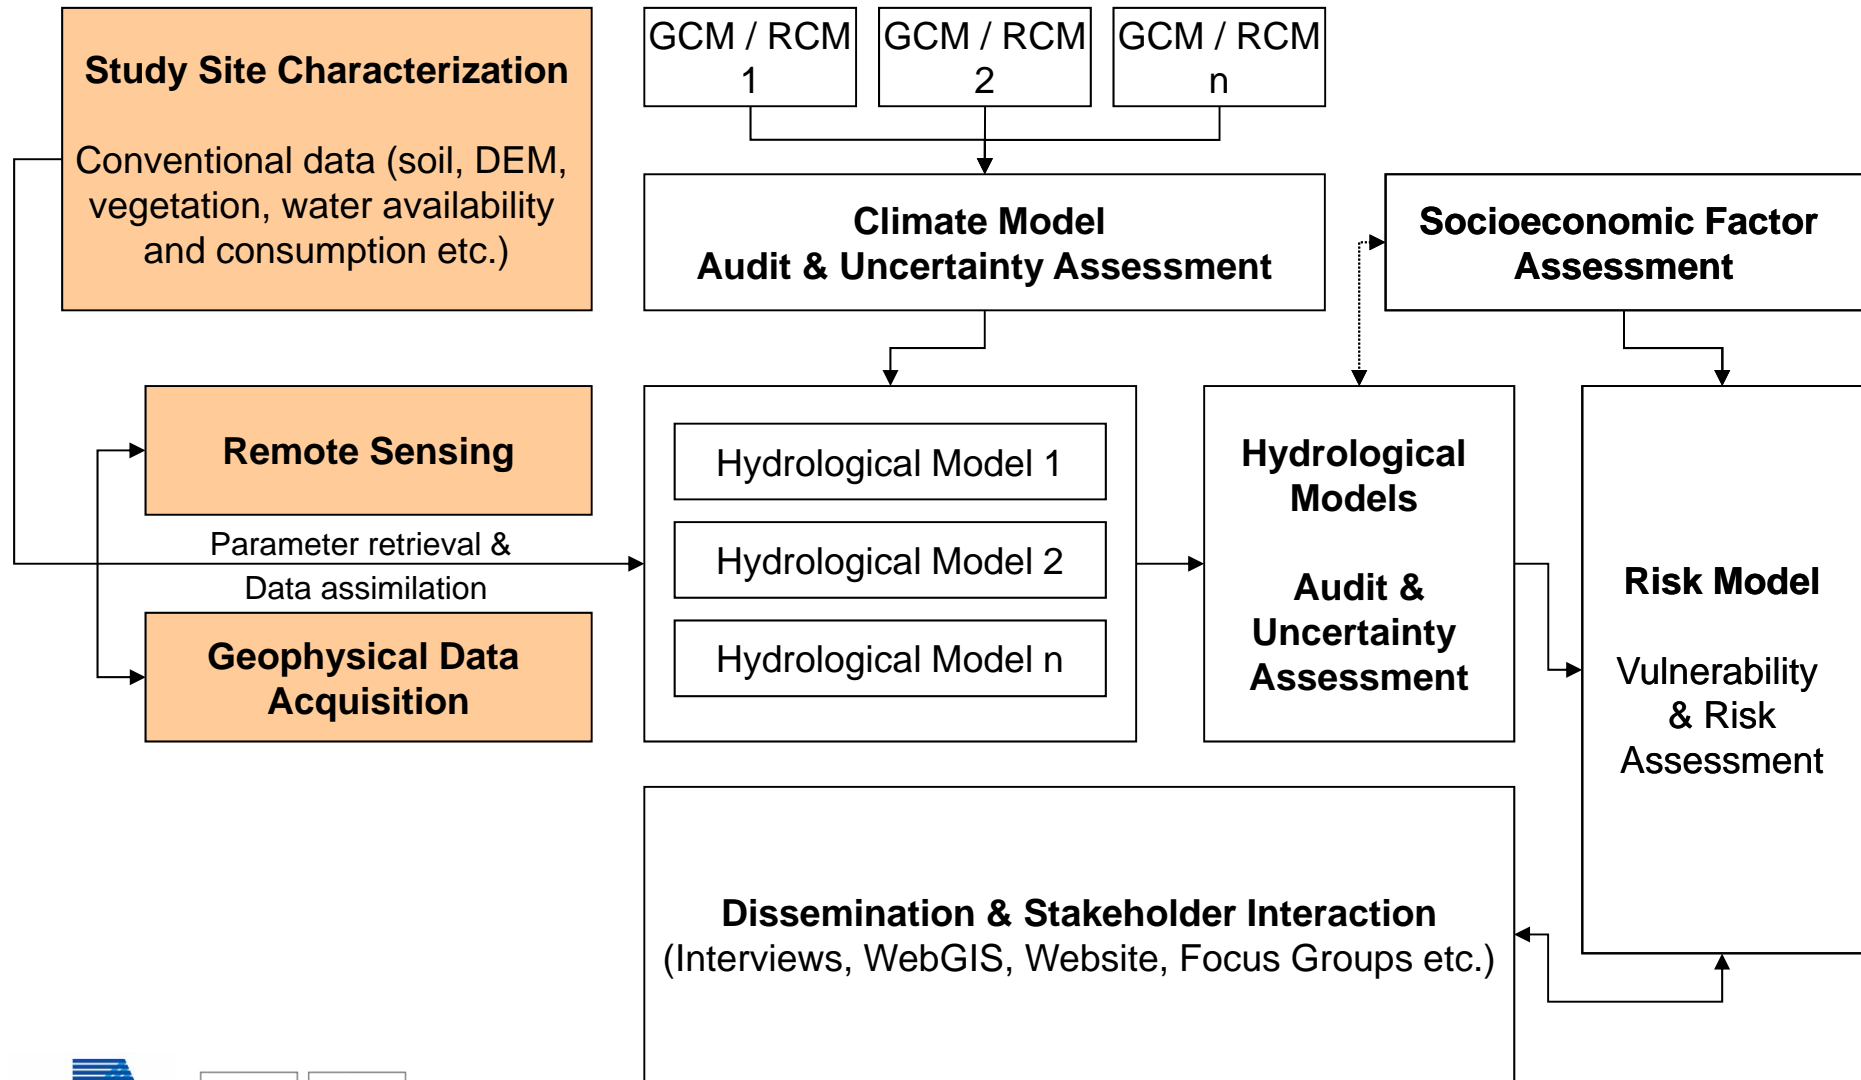 Study Site Characterization
Conventional data (soil, DEM,
vegetation, water availability
and consumption etc.)
GCM / RCM
1
GCM / RCM
2
GCM / RCM
n
Climate Model
Audit & Uncertainty Assessment
Socioeconomic Factor
Assessment
Remote Sensing
Parameter retrieval &
Data assimilation
Geophysical Data
Acquisition
Hydrological Model 1
Hydrological Model 2
Hydrological Model n
Hydrological
Models
Audit &
Uncertainty
Assessment
Risk Model
Vulnerability
& Risk
Assessment
Dissemination & Stakeholder Interaction
(Interviews, WebGIS, Website, Focus Groups etc.)